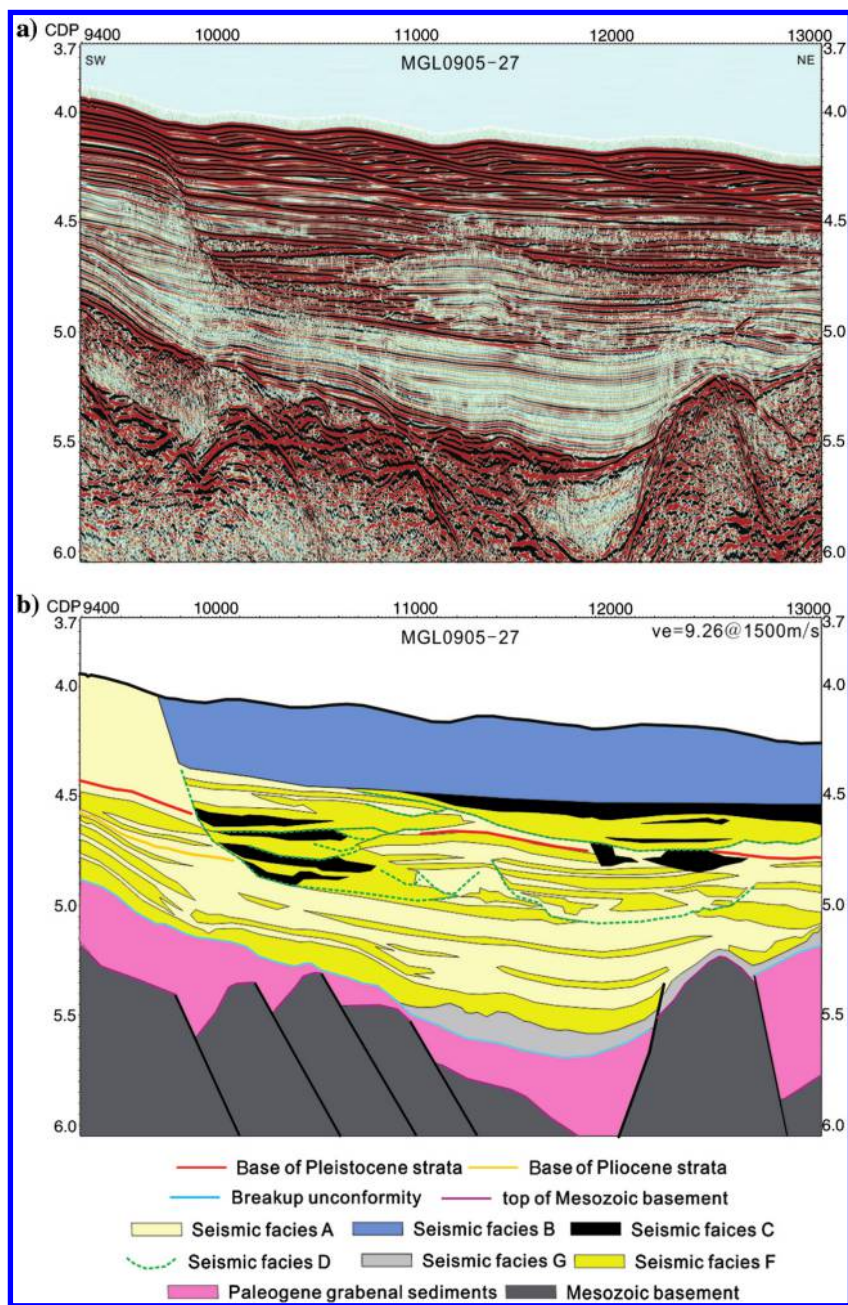 a) CDP 9400 10000 11000 12000 13000
3.7 3.7
SW MGL0905-27 NE
4.0 4.0
4.5 4.5
5.0 5.0
5.5 5.5
6.0 6.0
b) CDP 9400 10000 11000 12000 13000
3.7 3.7
MGL0905-27 ve=9.26@1500m/s
4.0 4.0
4.5 4.5
5.0 5.0
5.5 5.5
6.0 6.0
Base of Pleistocene strata Base of Pliocene strata
Breakup unconformity top of Mesozoic basement
Seismic facies A Seismic facies B Seismic faices C
Seismic facies D Seismic facies G Seismic facies F
Paleogene grabenal sediments Mesozoic basement